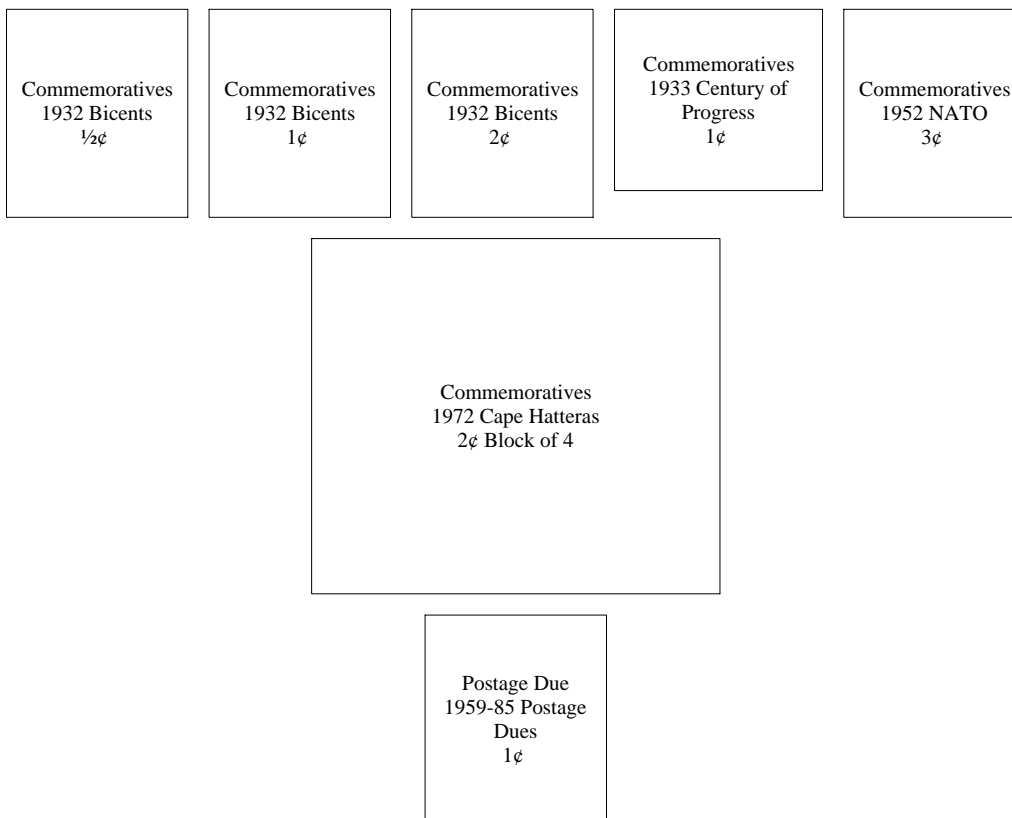 Commemoratives
1932 Bicents
½¢
Commemoratives
1932 Bicents
1¢
Commemoratives
1932 Bicents
2¢
Commemoratives
1933 Century of
Progress
1¢
Commemoratives
1952 NATO
3¢
Commemoratives
1972 Cape Hatteras
2¢ Block of 4
Postage Due
1959-85 Postage
Dues
1¢